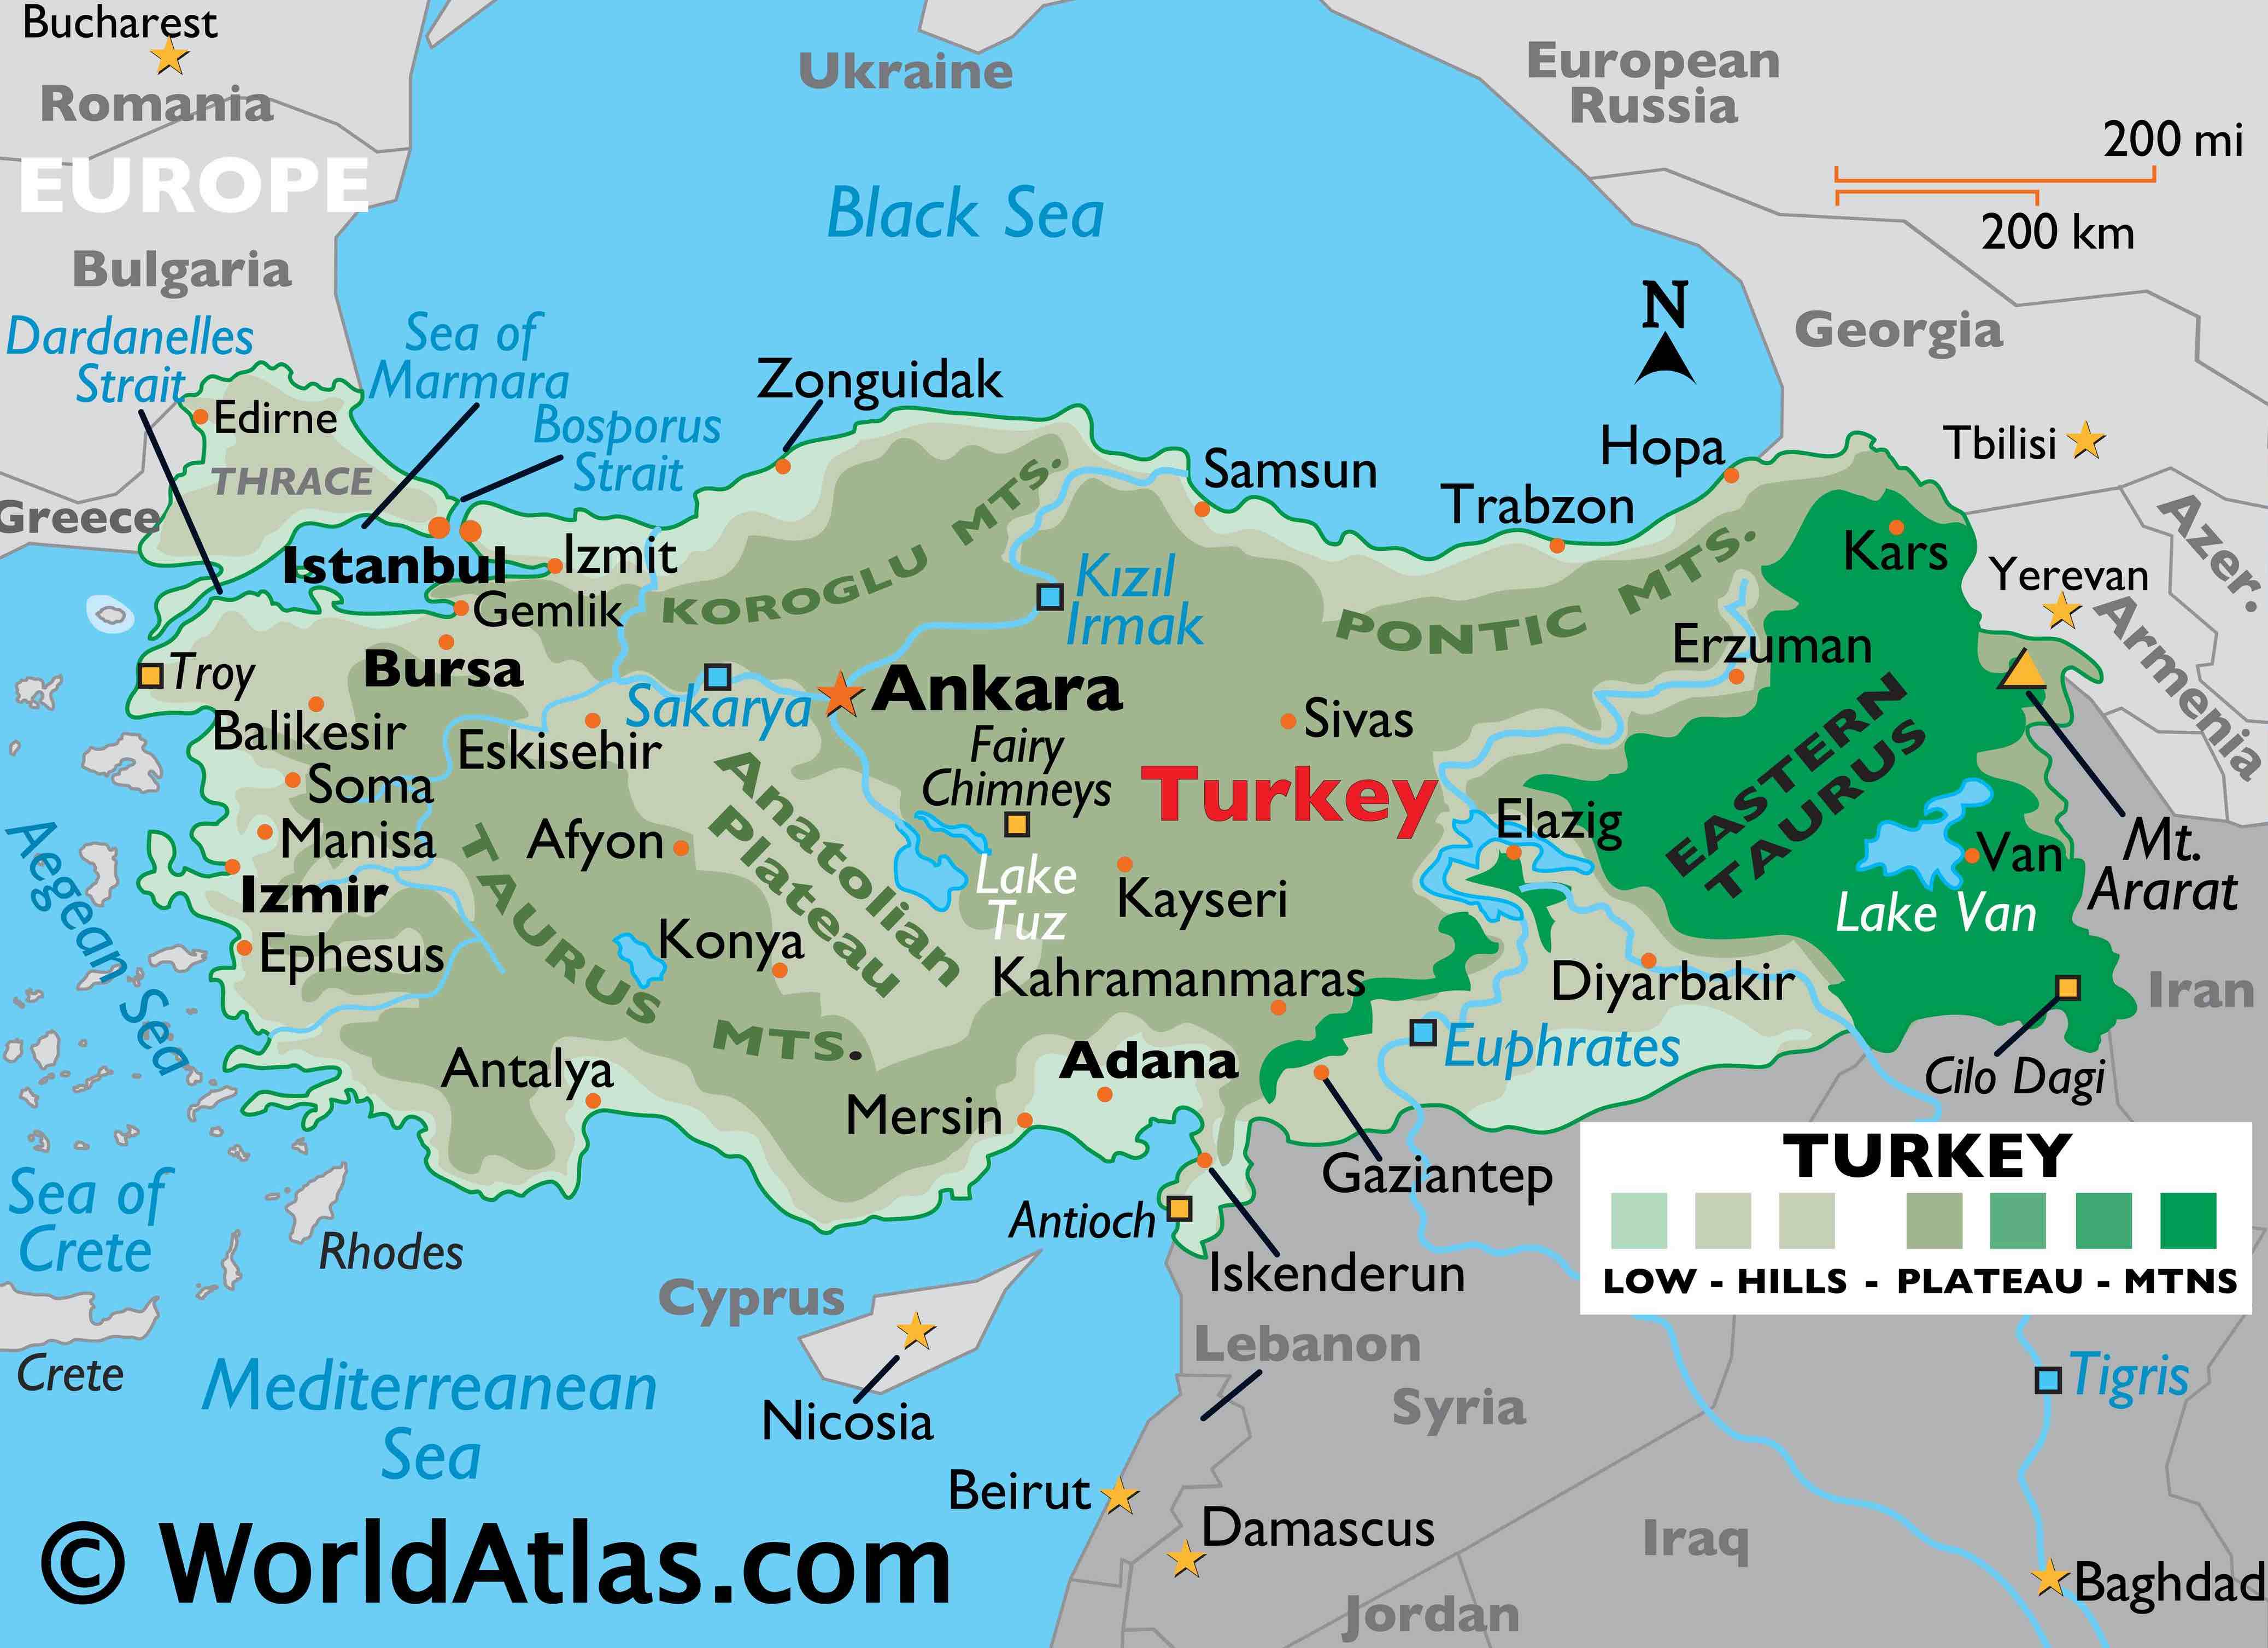 Bucharest
Romania
EUROPE
Bulgaria
Ukraine
European
Russia
200 mi
200 km
Black Sea
N
Georgia
Dardanelles
Strait
Sea of
Marmara
Bosporus
Strait
Zonguidak
Edirne
THRACE
Greece
Samsun
Hopa
Trabzon
Tbilisi
Azer.
Kars
Yerevan
Armenia
Istanbul
Izmit
Gemlik
KOROGLU MTS.
Kızıl
Irmak
PONTIC MTS.
Erzuman
Troy
Bursa
Balikesir
Eskisehir
Sakarya
Ankara
Sivas
Fairy
Chimneys
Turkey
EASTERN
TAURUS
Soma
Manisa
Izmir
Ephesus
Aegean Sea
Afyon
TAURUS MTS.
Anatolian
Plateau
Lake
Tuz
Kayseri
Elazig
Van
Lake Van
Mt.
Ararat
Konya
Kahramanmaras
Diyarbakir
Iran
Cilo Dagi
Euphrates
Antalya
Adana
Mersin
Gaziantep
Antioch
Iskenderun
Sea of
Crete
Rhodes
Crete
Cyprus
Nicosia
Mediterreanean
Sea
Lebanon
Syria
Beirut
Damascus
Jordan
Iraq
Tigris
Baghdad
TURKEY
LOW - HILLS - PLATEAU - MTNS
© WorldAtlas.com